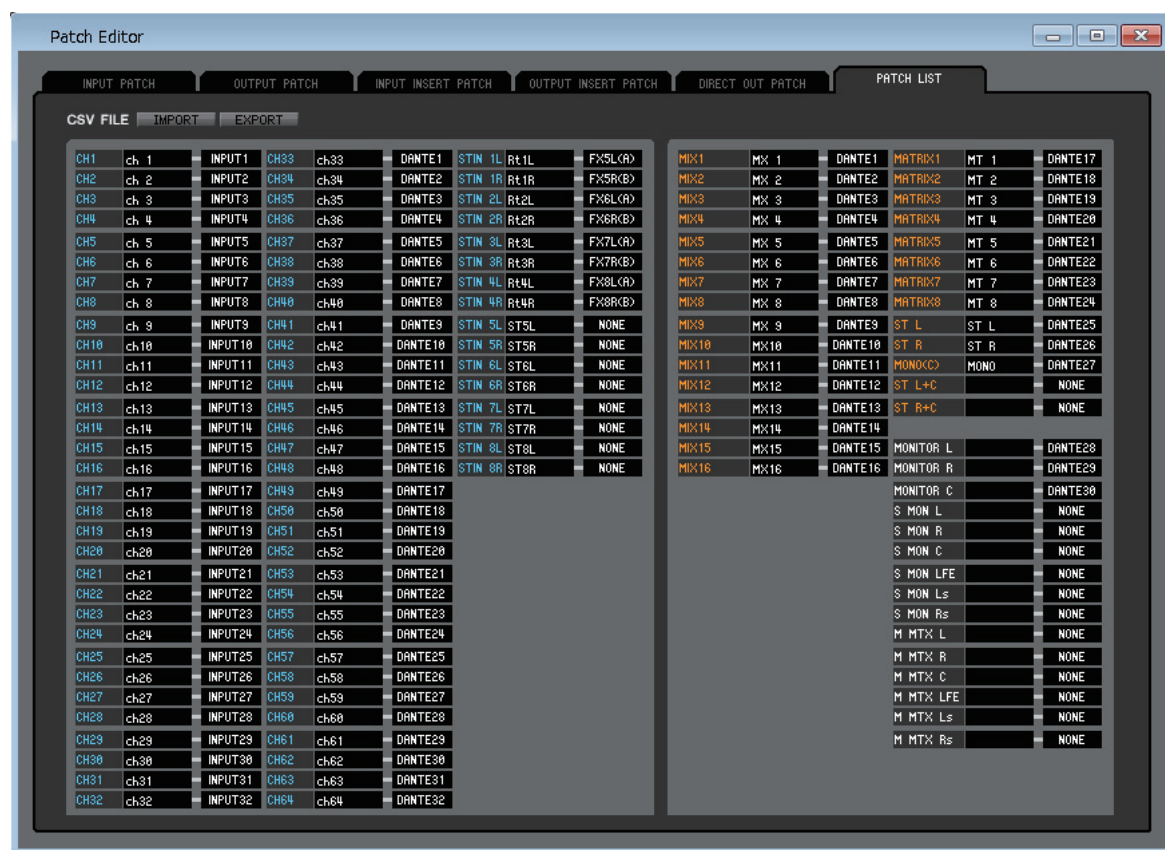 Patch Editor
INPUT PATCH OUTPUT PATCH INPUT INSERT PATCH OUTPUT INSERT PATCH DIRECT OUT PATCH PATCH LIST
CSV FILE IMPORT EXPORT
CH1 ch 1 INPUT1 CH33 ch33 DANTE1 STIN 1L Rt1L FX5L(A) MIX1 MX 1 DANTE1 MATRIX1 MT 1 DANTE17
CH2 ch 2 INPUT2 CH34 ch34 DANTE2 STIN 1R Rt1R FX5R(B) MIX2 MX 2 DANTE2 MATRIX2 MT 2 DANTE18
CH3 ch 3 INPUT3 CH35 ch35 DANTE3 STIN 2L Rt2L FX6L(A) MIX3 MX 3 DANTE3 MATRIX3 MT 3 DANTE19
CH4 ch 4 INPUT4 CH36 ch36 DANTE4 STIN 2R Rt2R FX6R(B) MIX4 MX 4 DANTE4 MATRIX4 MT 4 DANTE20
CH5 ch 5 INPUT5 CH37 ch37 DANTE5 STIN 3L Rt3L FX7L(A) MIX5 MX 5 DANTE5 MATRIX5 MT 5 DANTE21
CH6 ch 6 INPUT6 CH38 ch38 DANTE6 STIN 3R Rt3R FX7R(B) MIX6 MX 6 DANTE6 MATRIX6 MT 6 DANTE22
CH7 ch 7 INPUT7 CH39 ch39 DANTE7 STIN 4L Rt4L FX8L(A) MIX7 MX 7 DANTE7 MATRIX7 MT 7 DANTE23
CH8 ch 8 INPUT8 CH40 ch40 DANTE8 STIN 4R Rt4R FX8R(B) MIX8 MX 8 DANTE8 MATRIX8 MT 8 DANTE24
CH9 ch 9 INPUT9 CH41 ch41 DANTE9 STIN 5L ST5L NONE MIX9 MX 9 DANTE9 ST L ST L DANTE25
CH10 ch10 INPUT10 CH42 ch42 DANTE10 STIN 5R ST5R NONE MIX10 MX10 DANTE10 ST R ST R DANTE26
CH11 ch11 INPUT11 CH43 ch43 DANTE11 STIN 6L ST6L NONE MIX11 MX11 DANTE11 MONO(C) MONO DANTE27
CH12 ch12 INPUT12 CH44 ch44 DANTE12 STIN 6R ST6R NONE MIX12 MX12 DANTE12 ST L+C NONE
CH13 ch13 INPUT13 CH45 ch45 DANTE13 STIN 7L ST7L NONE MIX13 MX13 DANTE13 ST R+C NONE
CH14 ch14 INPUT14 CH46 ch46 DANTE14 STIN 7R ST7R NONE MIX14 MX14 DANTE14
CH15 ch15 INPUT15 CH47 ch47 DANTE15 STIN 8L ST8L NONE MIX15 MX15 DANTE15 MONITOR L DANTE28
CH16 ch16 INPUT16 CH48 ch48 DANTE16 STIN 8R ST8R NONE MIX16 MX16 DANTE16 MONITOR R DANTE29
CH17 ch17 INPUT17 CH49 ch49 DANTE17 MONITOR C DANTE30
CH18 ch18 INPUT18 CH50 ch50 DANTE18 S MON L NONE
CH19 ch19 INPUT19 CH51 ch51 DANTE19 S MON R NONE
CH20 ch20 INPUT20 CH52 ch52 DANTE20 S MON C NONE
CH21 ch21 INPUT21 CH53 ch53 DANTE21 S MON LFE NONE
CH22 ch22 INPUT22 CH54 ch54 DANTE22 S MON Ls NONE
CH23 ch23 INPUT23 CH55 ch55 DANTE23 S MON Rs NONE
CH24 ch24 INPUT24 CH56 ch56 DANTE24 M MTX L NONE
CH25 ch25 INPUT25 CH57 ch57 DANTE25 M MTX R NONE
CH26 ch26 INPUT26 CH58 ch58 DANTE26 M MTX C NONE
CH27 ch27 INPUT27 CH59 ch59 DANTE27 M MTX LFE NONE
CH28 ch28 INPUT28 CH60 ch60 DANTE28 M MTX Ls NONE
CH29 ch29 INPUT29 CH61 ch61 DANTE29 M MTX Rs NONE
CH30 ch30 INPUT30 CH62 ch62 DANTE30
CH31 ch31 INPUT31 CH63 ch63 DANTE31
CH32 ch32 INPUT32 CH64 ch64 DANTE32